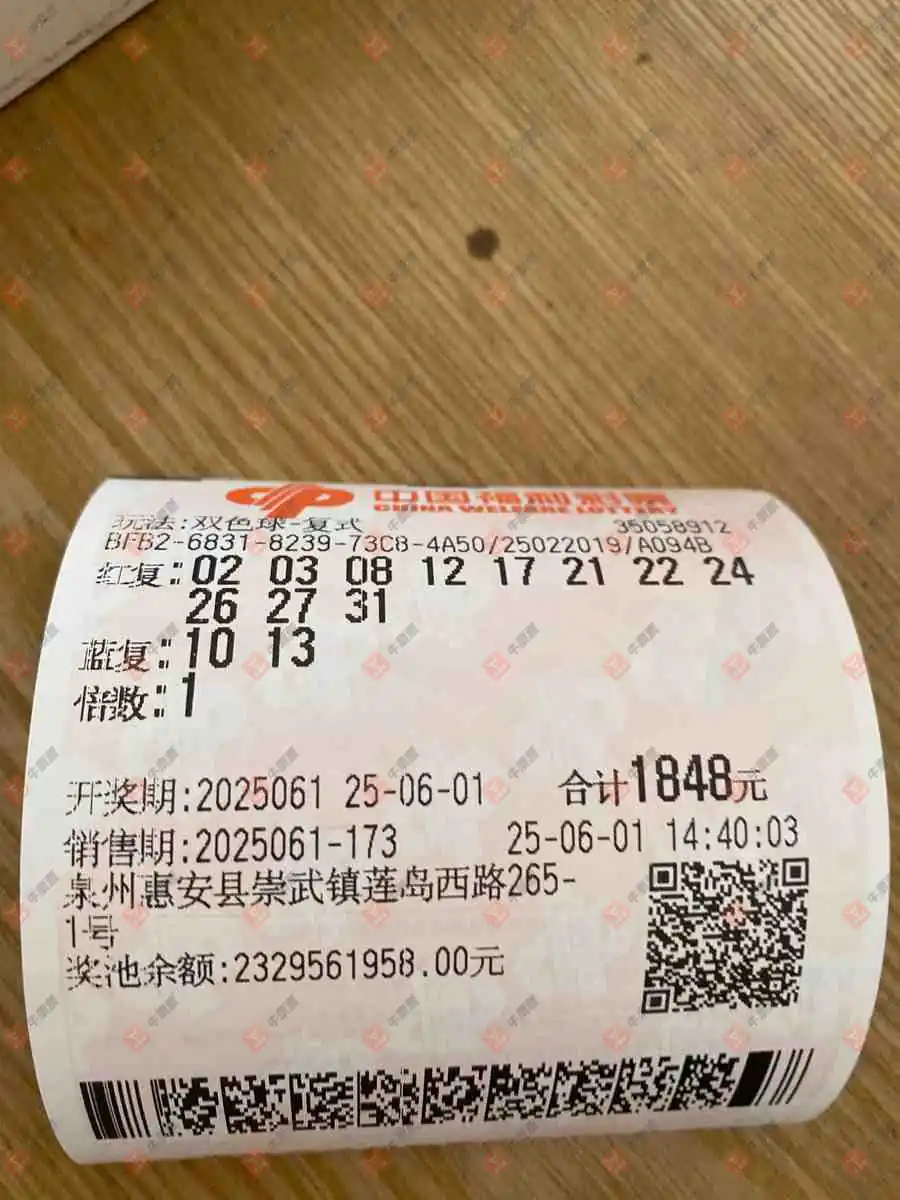 中国福利彩票
CHINA WELFARE LOTTERY
玩法:双色球-复式 35058912
BFB2-6831-8239-73C8-4A50/25022019/A094B
红复:02 03 08 12 17 21 22 24
26 27 31
蓝复:10 13
倍数:1
开奖期:2025061 25-06-01 合计1848元
销售期:2025061-173 25-06-01 14:40:03
泉州惠安县崇武镇莲岛西路265-
1号
奖池余额:2329561958.00元